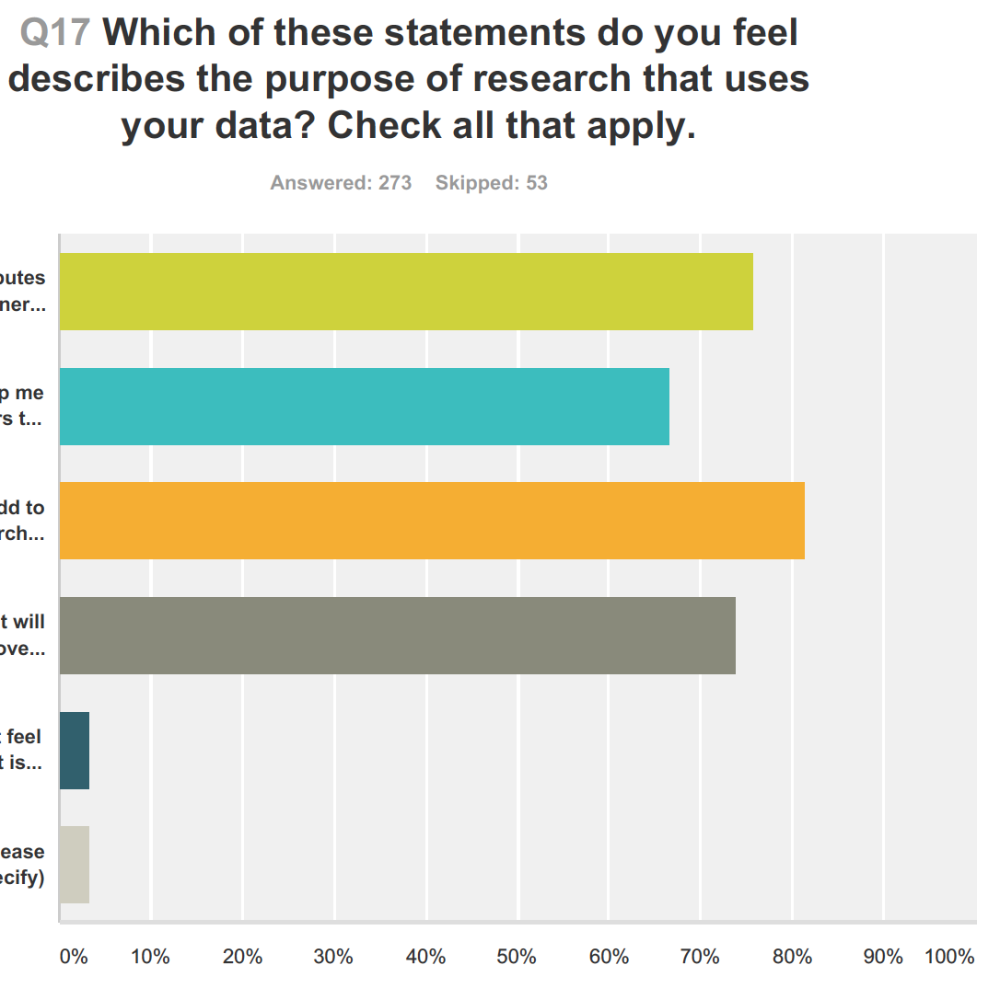 Q17 Which of these statements do you feel
describes the purpose of research that uses
your data? Check all that apply.
Answered: 273 Skipped: 53
butes
ner...
p me
rs t...
dd to
rch...
t will
ove...
feel
t is...
ease
ecify)
0% 10% 20% 30% 40% 50% 60% 70% 80% 90% 100%